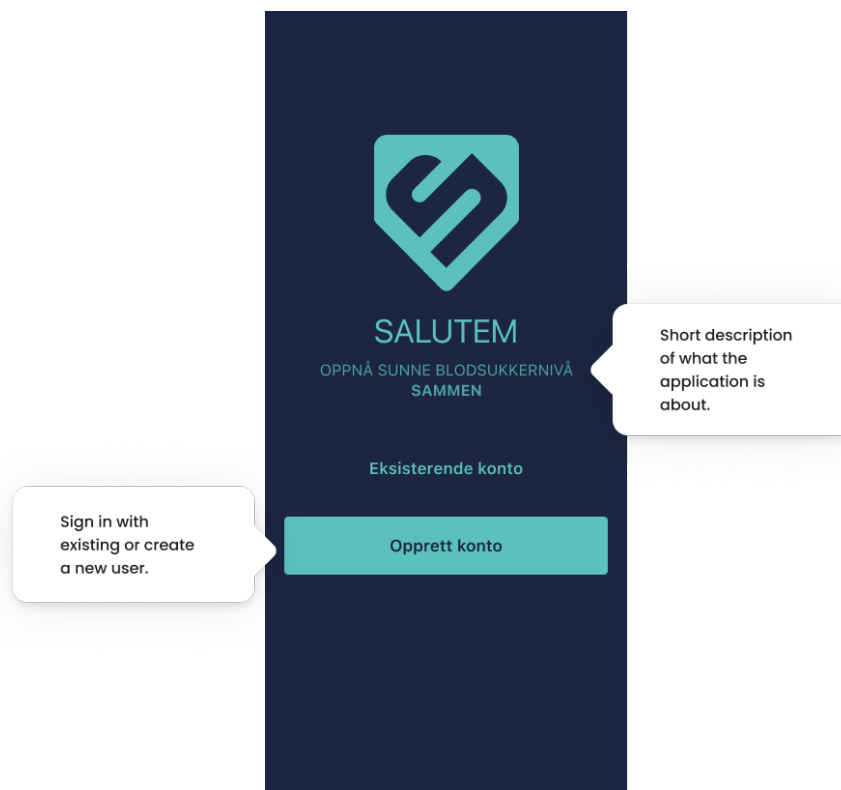 SALUTEM
OPPNÅ SUNNE BLODSUKKERNIVÅ
SAMMEN
Short description
of what the
application is
about.
Eksisterende konto
Sign in with
existing or create
a new user.
Opprett konto